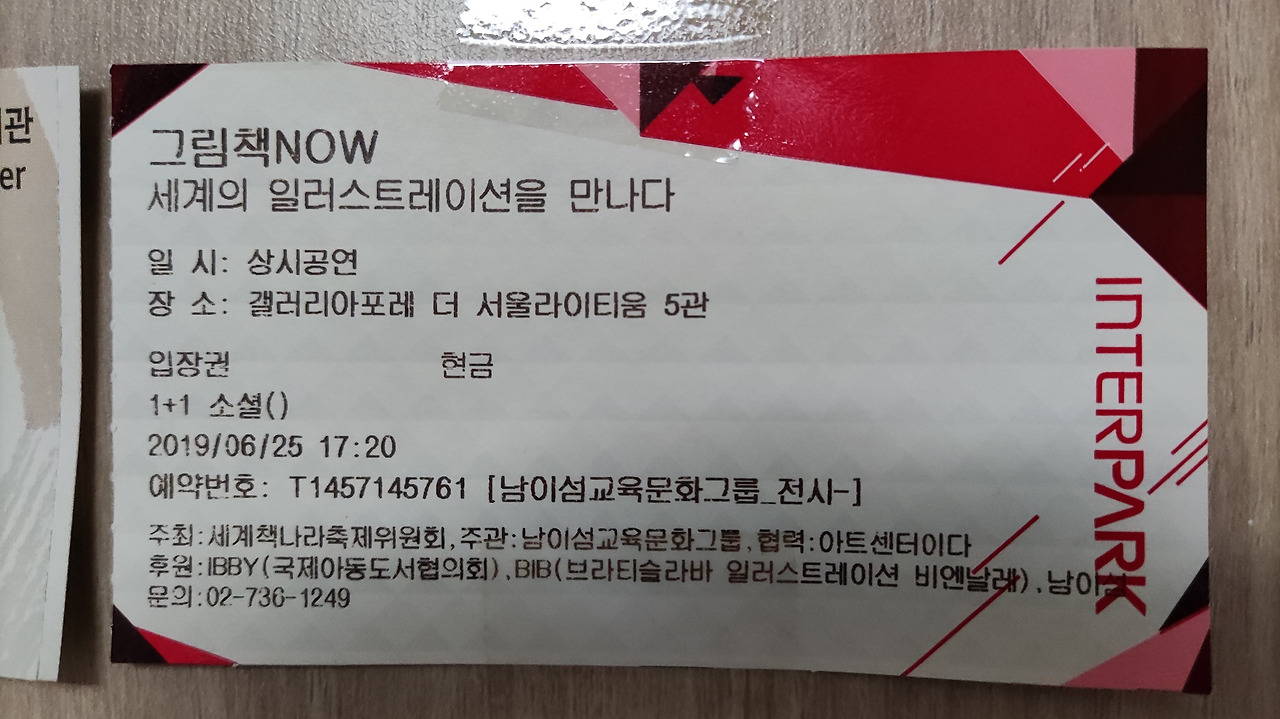 관
er
그림책NOW
세계의 일러스트레이션을 만나다
일 시: 상시공연
장 소: 갤러리아포레 더 서울라이티움 5관
입장권 현금
1+1 소셜()
2019/06/25 17:20
예약번호: T1457145761 [남이섬교육문화그룹_전시-]
주최:세계책나라축제위원회,주관:남이섬교육문화그룹,협력:아트센터이다
후원:IBBY(국제아동도서협의회),BIB(브라티슬라바 일러스트레이션 비엔날레),남이
문의:02-736-1249
INTERPARK